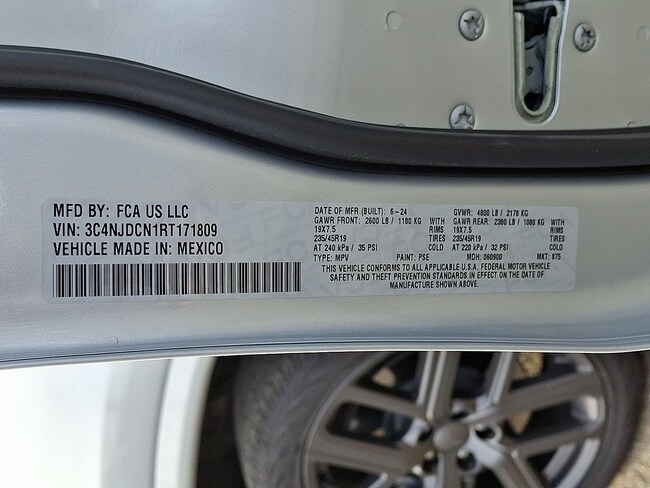 MFD BY: FCA US LLC
VIN: 3C4NJDCN1RT171809
VEHICLE MADE IN: MEXICO
DATE OF MFR (BUILT): 6-24 GVWR: 4800 LB / 2178 KG
GAWR FRONT: 2600 LB / 1180 KG WITH GAWR REAR: 2380 LB / 1080 KG WITH
19X7.5 RIMS 19X7.5 RIMS
235/45R19 TIRES 235/45R19 TIRES
AT 240 kPa / 35 PSI COLD AT 220 kPa / 32 PSI COLD
TYPE: MPV PAINT: PSE MDH: 060900 MKT: 875
THIS VEHICLE CONFORMS TO ALL APPLICABLE U.S.A. FEDERAL MOTOR VEHICLE
SAFETY AND THEFT PREVENTION STANDARDS IN EFFECT ON THE DATE OF
MANUFACTURE SHOWN ABOVE.